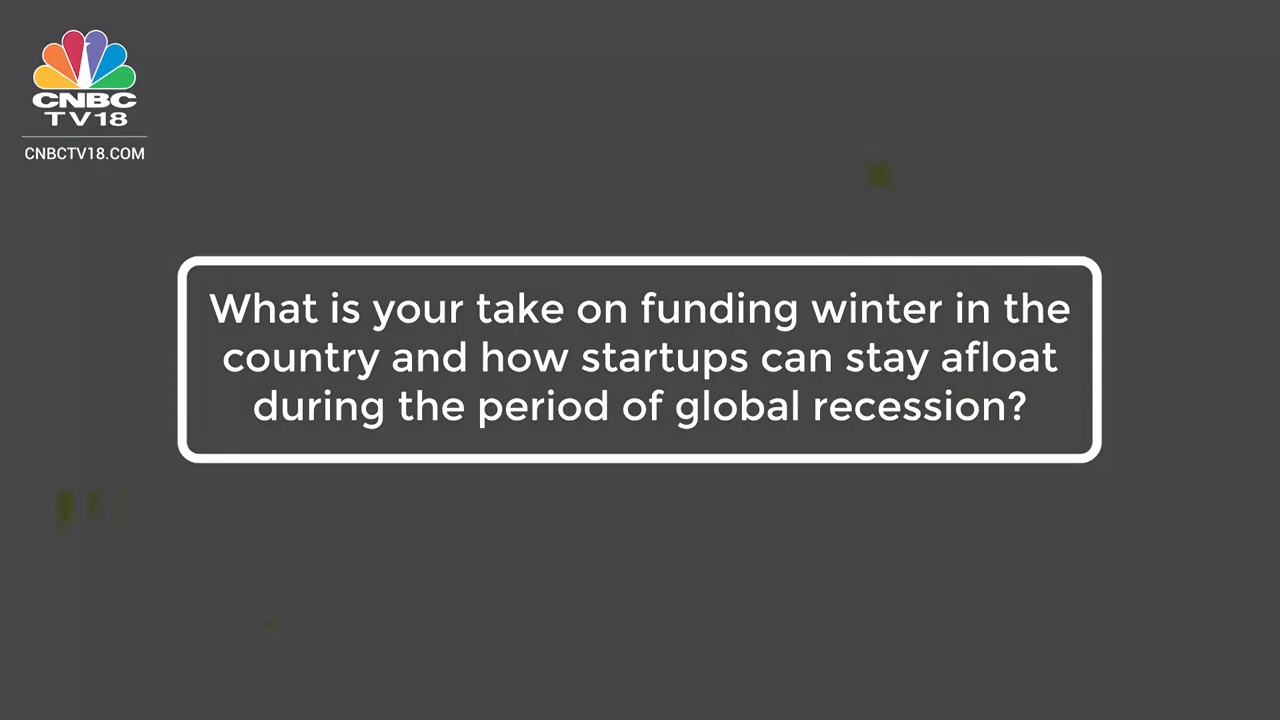 CNBC
TV18
CNBCTV18.COM
What is your take on funding winter in the
country and how startups can stay afloat
during the period of global recession?